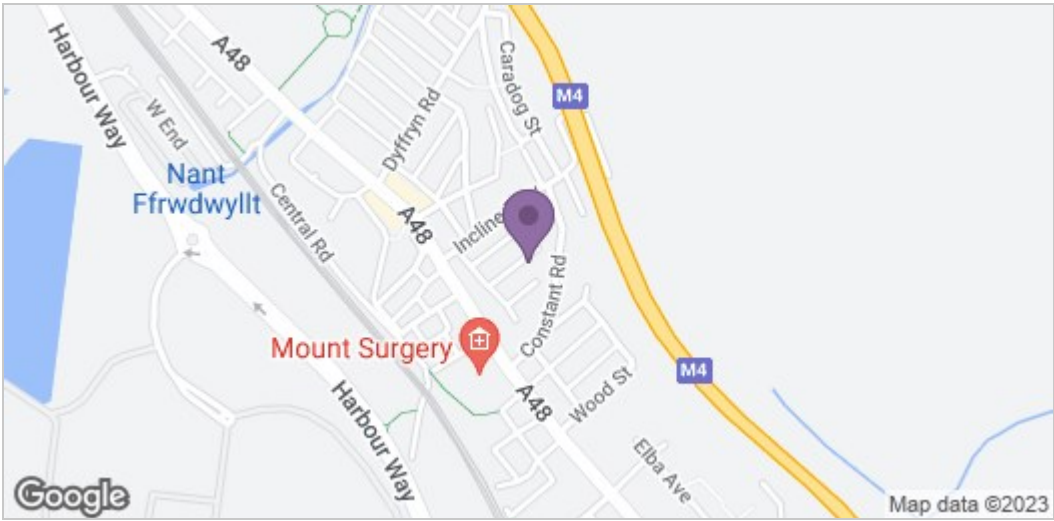 Harbour Way
A48
Caradog St
M4
W End
Dyffryn Rd
Nant
Ffrwdwyllt
Central Rd
A48
Incline
Constant Rd
Mount Surgery
M4
Wood St
A48
Harbour Way
Elba Ave
Google
Map data ©2023